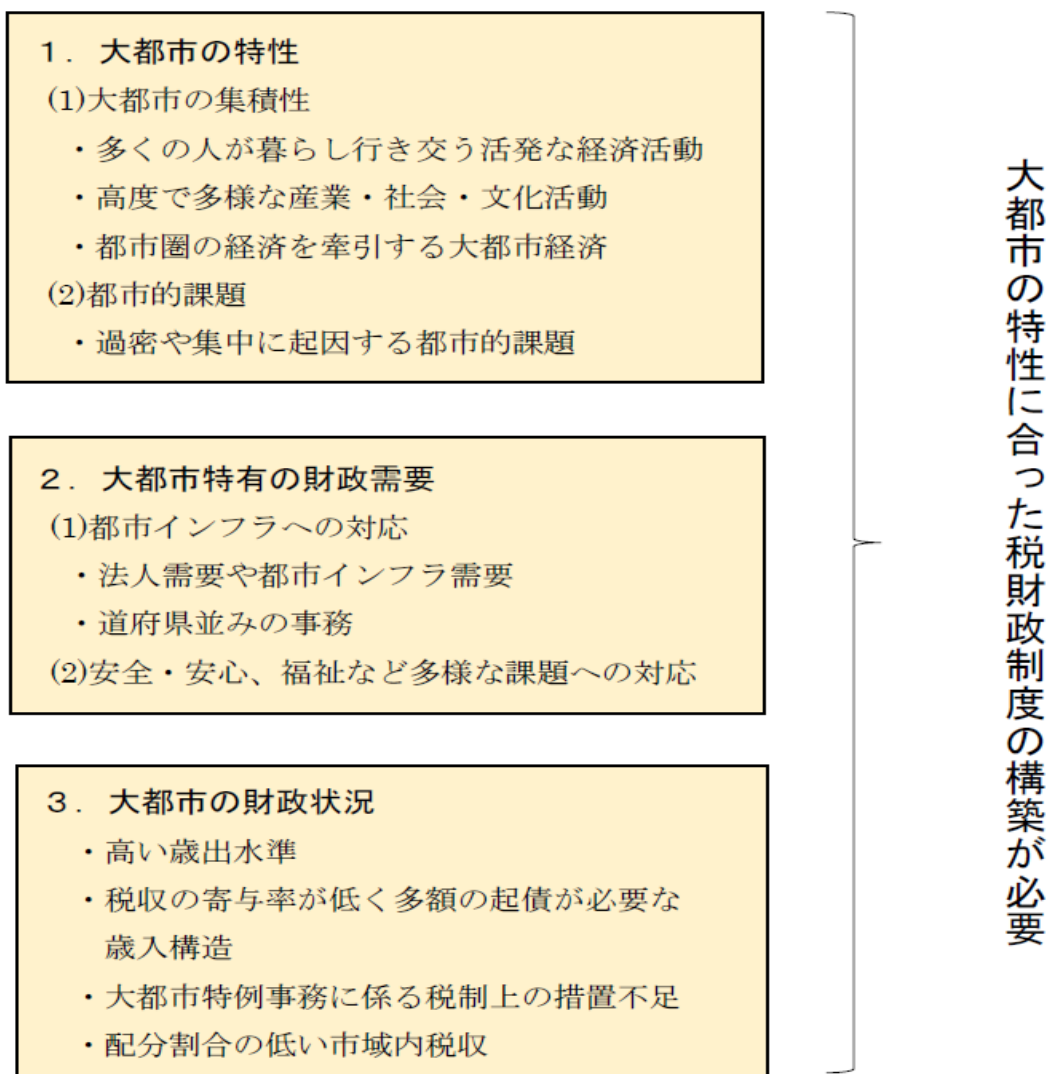 １．大都市の特性
(1)大都市の集積性
・多くの人が暮らし行き交う活発な経済活動
・高度で多様な産業・社会・文化活動
・都市圏の経済を牽引する大都市経済
(2)都市的課題
・過密や集中に起因する都市的課題
２．大都市特有の財政需要
(1)都市インフラへの対応
・法人需要や都市インフラ需要
・道府県並みの事務
(2)安全・安心、福祉など多様な課題への対応
３．大都市の財政状況
・高い歳出水準
・税収の寄与率が低く多額の起債が必要な
歳入構造
・大都市特例事務に係る税制上の措置不足
・配分割合の低い市域内税収
大都市の特性に合った税財政制度の構築が必要